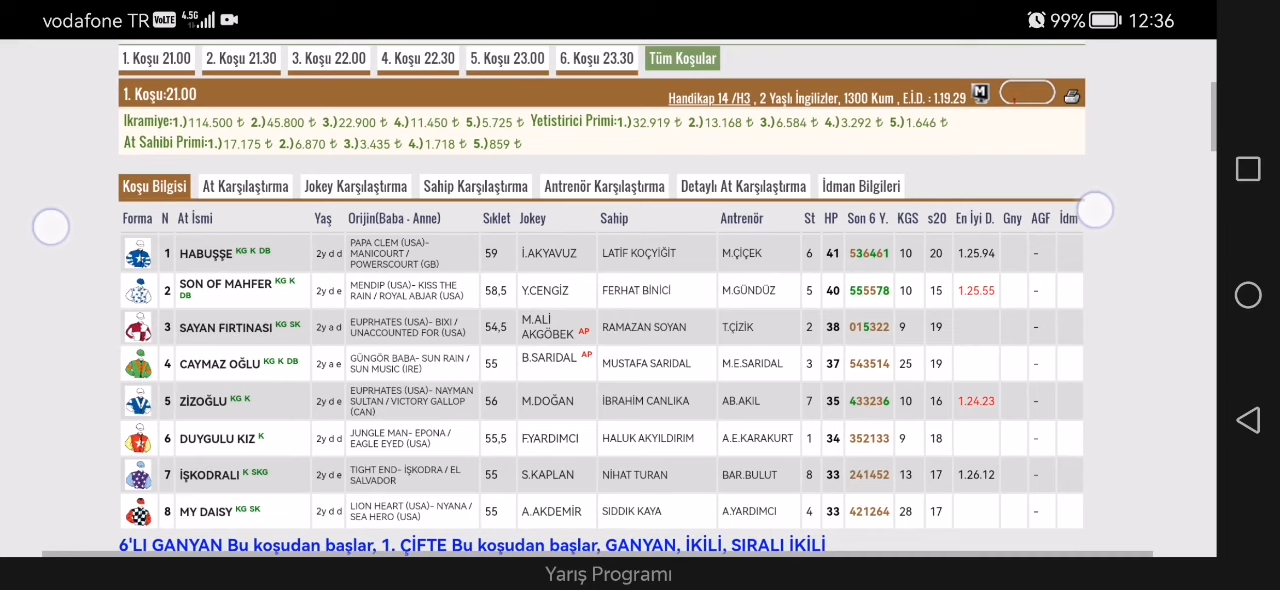 vodafone TR VoLTE 4.5G 99% 12:36
1. Koşu 21.00 2. Koşu 21.30 3. Koşu 22.00 4. Koşu 22.30 5. Koşu 23.00 6. Koşu 23.30 Tüm Koşular
1. Koşu:21.00 Handikap 14 /H3 , 2 Yaşlı İngilizler, 1300 Kum , E.İ.D. : 1.19.29 M
Ikramiye:1.)114.500 ₺ 2.)45.800 ₺ 3.)22.900 ₺ 4.)11.450 ₺ 5.)5.725 ₺ Yetistirici Primi:1.)32.919 ₺ 2.)13.168 ₺ 3.)6.584 ₺ 4.)3.292 ₺ 5.)1.646 ₺
At Sahibi Primi:1.)17.175 ₺ 2.)6.870 ₺ 3.)3.435 ₺ 4.)1.718 ₺ 5.)859 ₺
Koşu Bilgisi At Karşılaştırma Jokey Karşılaştırma Sahip Karşılaştırma Antrenör Karşılaştırma Detaylı At Karşılaştırma İdman Bilgileri
Forma N At İsmi Yaş Orijin(Baba - Anne) Sıklet Jokey Sahip Antrenör St HP Son 6 Y. KGS s20 En İyi D. Gny AGF İdm
PAPA CLEM (USA)-
1 HABUŞŞE KG K DB 2y d d MANICOURT / 59 İ.AKYAVUZ LATİF KOÇYİĞİT M.ÇİÇEK 6 41 536461 10 20 1.25.94 -
POWERSCOURT (GB)
SON OF MAHFER KG K MENDIP (USA)- KISS THE
2 DB 2y d e RAIN / ROYAL ABJAR (USA) 58,5 Y.CENGİZ FERHAT BİNİCİ M.GÜNDÜZ 5 40 555578 10 15 1.25.55 -
EUPRHATES (USA)- BIXI / M.ALİ
3 SAYAN FIRTINASI KG SK 2y a d UNACCOUNTED FOR (USA) 54,5 AKGÖBEK AP RAMAZAN SOYAN T.ÇİZİK 2 38 015322 9 19 -
GÜNGÖR BABA- SUN RAIN / B.SARIDAL AP
4 CAYMAZ OĞLU KG K DB 2y a e SUN MUSIC (IRE) 55 MUSTAFA SARIDAL M.E.SARIDAL 3 37 543514 25 19 -
EUPRHATES (USA)- NAYMAN
5 ZİZOĞLU KG K 2y d e SULTAN / VICTORY GALLOP 56 M.DOĞAN İBRAHİM CANLIKA AB.AKIL 7 35 433236 10 16 1.24.23 -
(CAN)
JUNGLE MAN- EPONA /
6 DUYGULU KIZ K 2y d d EAGLE EYED (USA) 55,5 F.YARDIMCI HALUK AKYILDIRIM A.E.KARAKURT 1 34 352133 9 18 -
TIGHT END- İŞKODRA / EL
7 İŞKODRALI K SKG 2y d e SALVADOR 55 S.KAPLAN NİHAT TURAN BAR.BULUT 8 33 241452 13 17 1.26.12 -
LION HEART (USA)- NYANA /
8 MY DAISY KG SK 2y d d SEA HERO (USA) 55 A.AKDEMİR SIDDIK KAYA A.YARDIMCI 4 33 421264 28 17 -
6'LI GANYAN Bu koşudan başlar, 1. ÇİFTE Bu koşudan başlar, GANYAN, İKİLİ, SIRALI İKİLİ
Yarış Programı